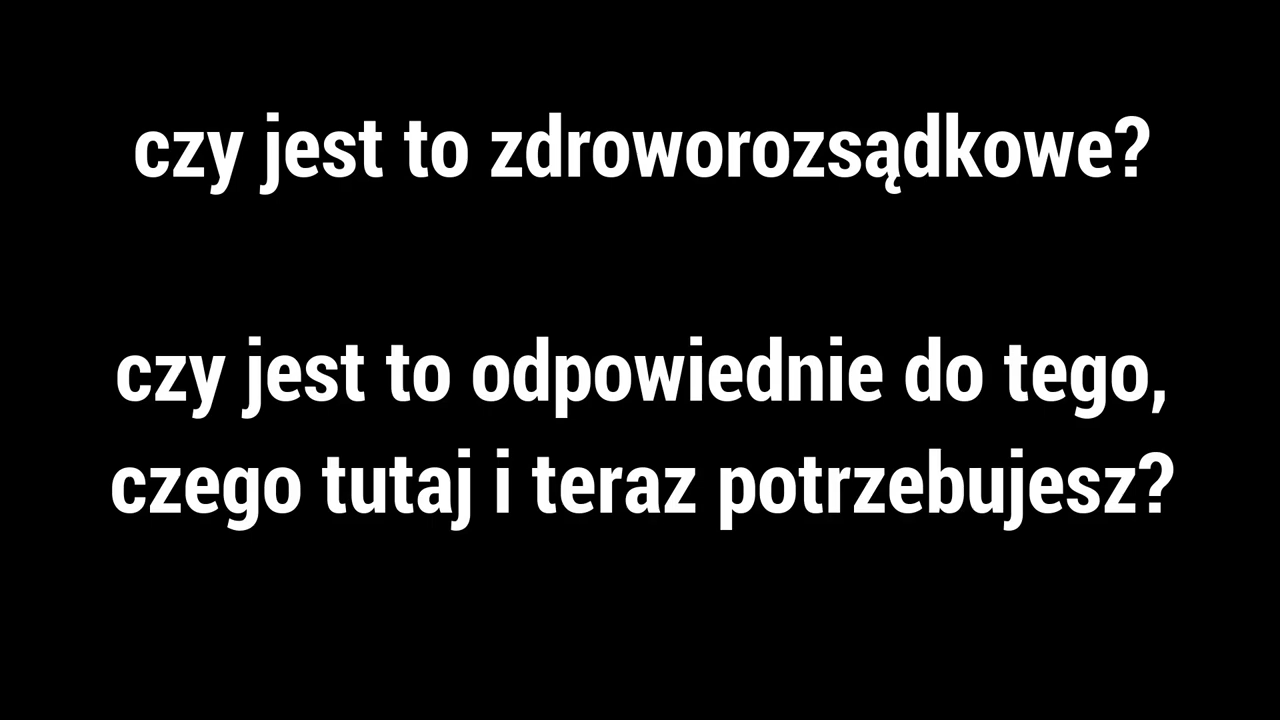 czy jest to zdroworozsądkowe?
czy jest to odpowiednie do tego,
czego tutaj i teraz potrzebujesz?